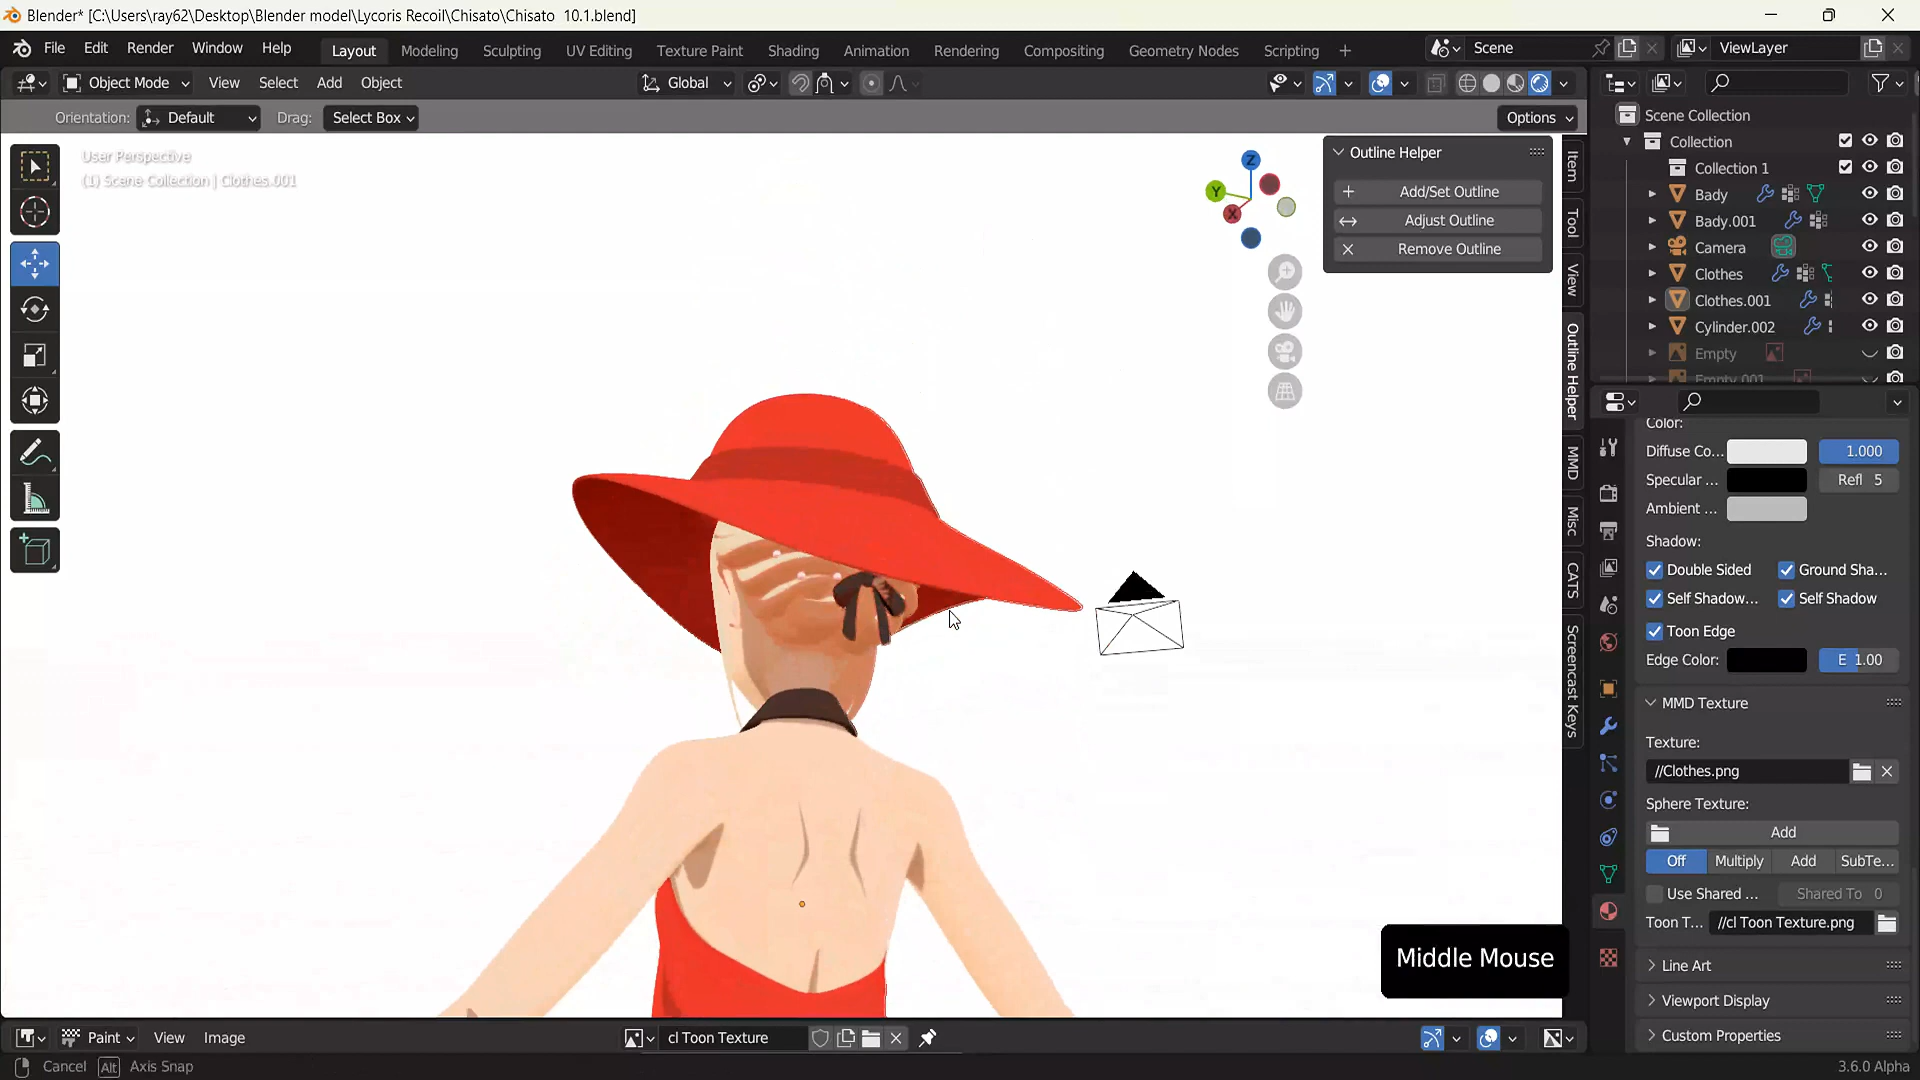 Blender* [C:\Users\ray62\Desktop\Blender model\Lycoris Recoil\Chisato\Chisato  10.1.blend]
File Edit Render Window Help Layout Modeling Sculpting UV Editing Texture Paint Shading Animation Rendering Compositing Geometry Nodes Scripting + Scene ViewLayer
Object Mode View Select Add Object Global
Orientation: Default Drag: Select Box Options
User Perspective
(1) Scene Collection | Clothes.001
Z
Y
X
Outline Helper
Add/Set Outline
Adjust Outline
Remove Outline
Item
Tool
View
Outline Helper
MMD
Misc
CATS
Screencast Keys
Scene Collection
Collection
Collection 1
Bady
Bady.001
Camera
Clothes
Clothes.001
Cylinder.002
Empty
Empty.001
Color:
Diffuse Co... 1.000
Specular ... Refl 5
Ambient ...
Shadow:
Double Sided Ground Sha...
Self Shadow... Self Shadow
Toon Edge
Edge Color: E 1.00
MMD Texture
Texture:
//Clothes.png
Sphere Texture:
Add
Off Multiply Add SubTe...
Use Shared ... Shared To 0
Toon T... //cl Toon Texture.png
Line Art
Viewport Display
Custom Properties
Middle Mouse
Paint View Image cl Toon Texture
Cancel Alt Axis Snap 3.6.0 Alpha